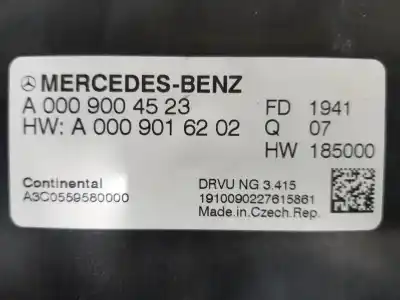 MERCEDES-BENZ
A 000 900 45 23 FD 1941
HW: A 000 901 62 02 Q 07
HW 185000
Continental DRVU NG 3.415
A3C0559580000 1910090227615861
Made.in.Czech.Rep.